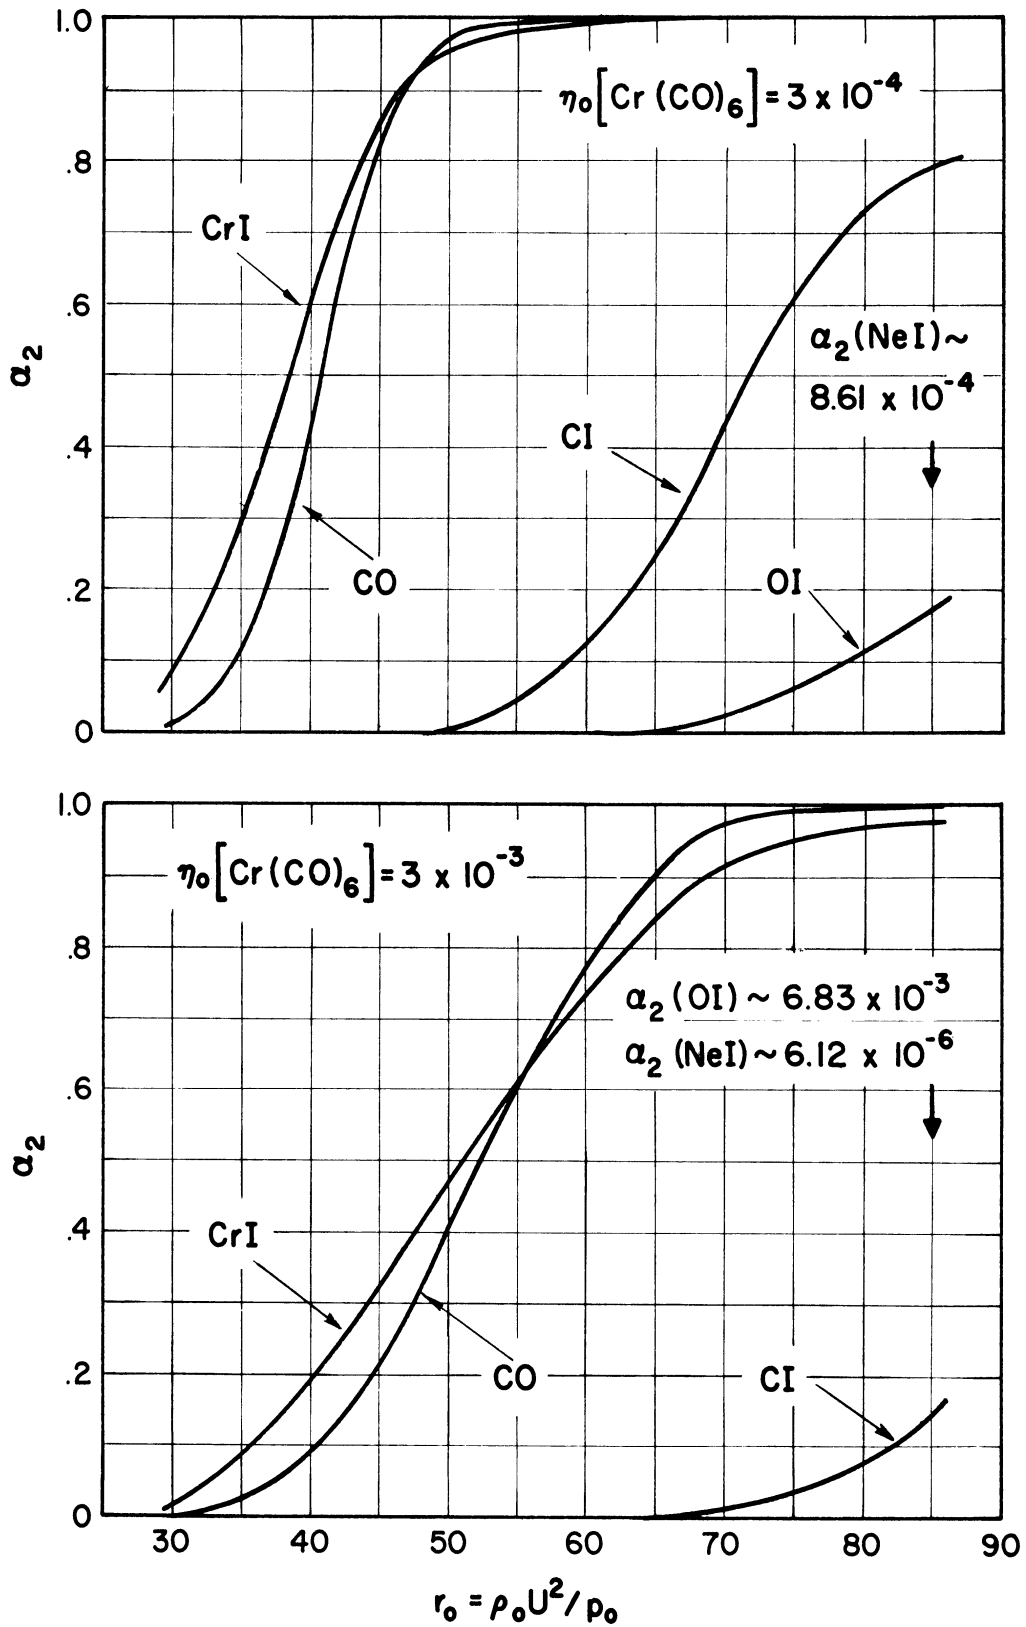 1.0
η₀[Cr(CO)₆]=3 x 10⁻⁴
.8
CrI
.6
α₂(NeI)~
8.61 x 10⁻⁴
α₂
CI
.4
CO
OI
.2
0
1.0
η₀[Cr(CO)₆]=3 x 10⁻³
.8
α₂(OI)~6.83 x 10⁻³
α₂(NeI)~6.12 x 10⁻⁶
.6
α₂
.4
CrI
CO
CI
.2
0
30 40 50 60 70 80 90
r₀ = ρ₀U²/p₀